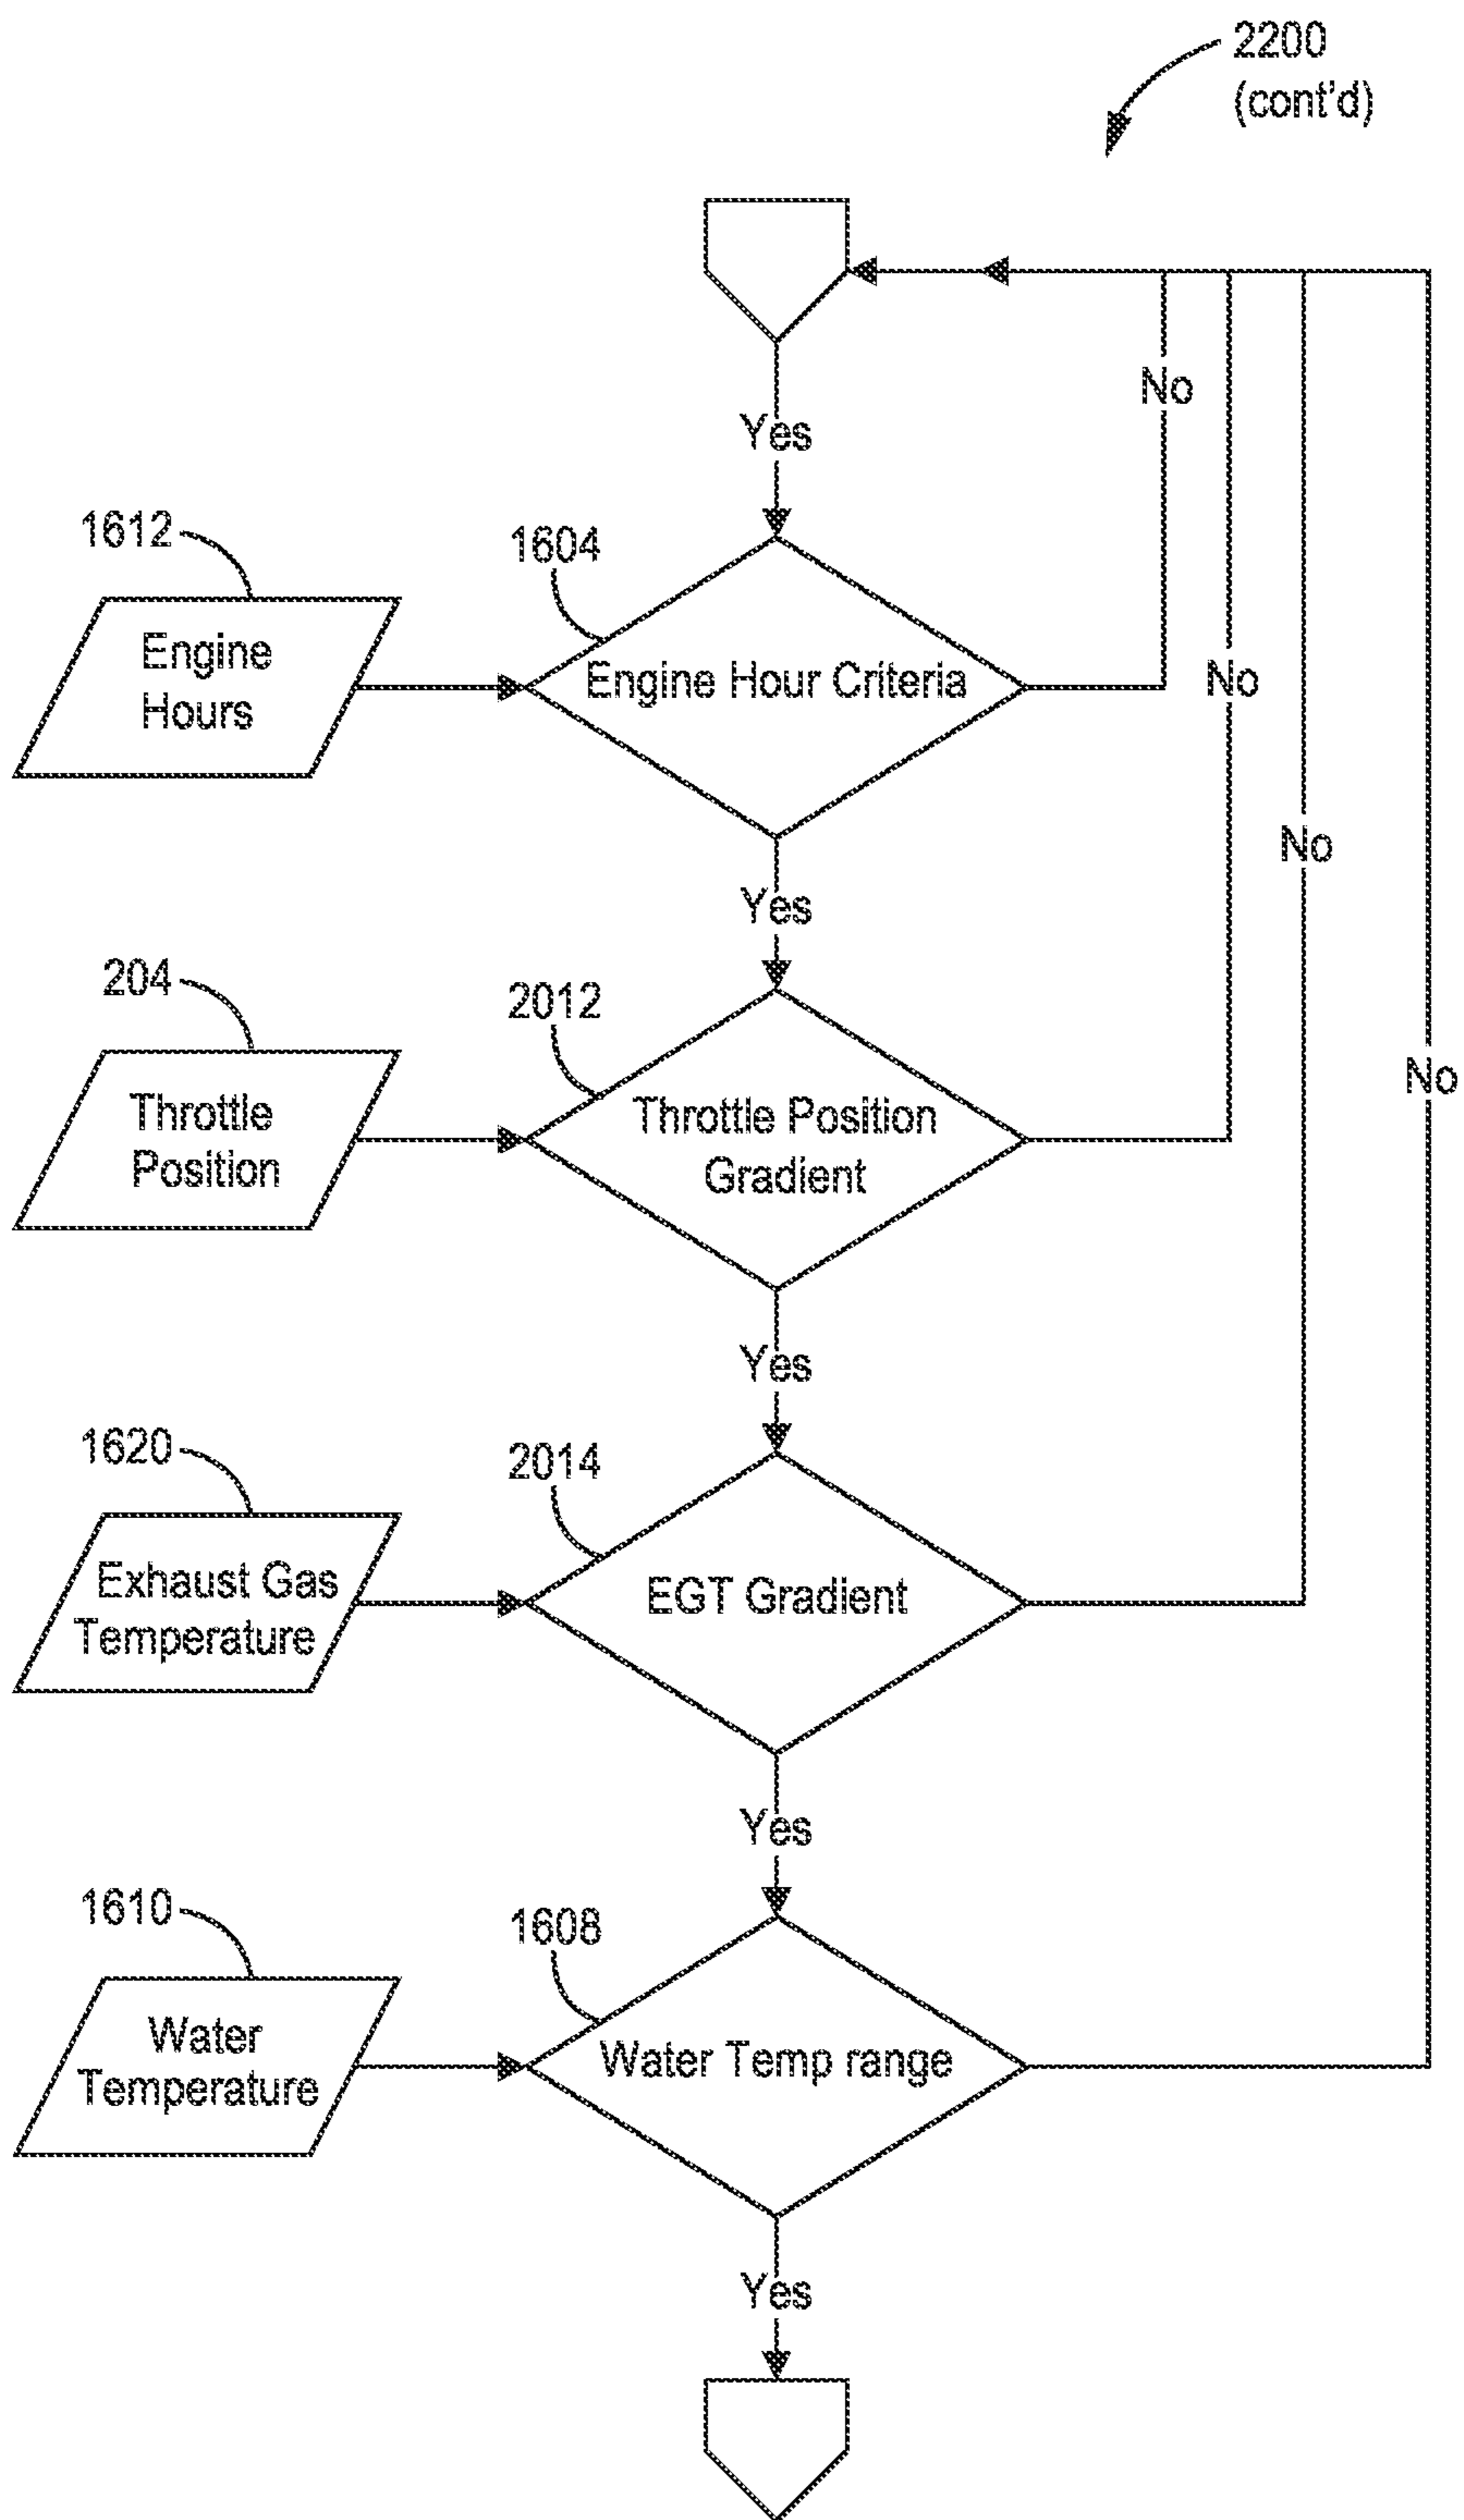 2200
(cont'd)
No
Yes
1612
1604
Engine
Hours
Engine Hour Criteria
No
No
Yes
204
2012
Throttle
Position
Throttle Position
Gradient
No
Yes
1620
2014
Exhaust Gas
Temperature
EGT Gradient
Yes
1610
1608
Water
Temperature
Water Temp range
Yes